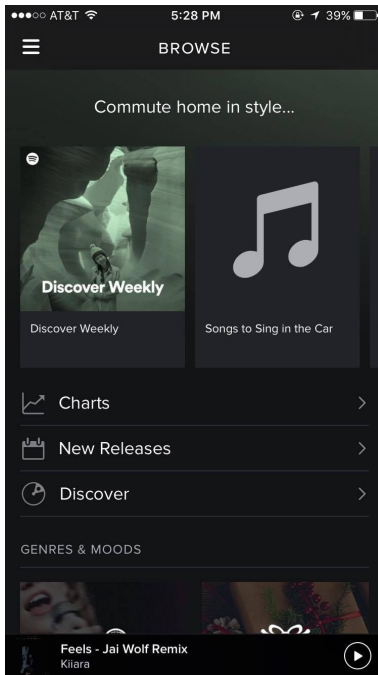 AT&T 5:28 PM 39%
BROWSE
Commute home in style...
Discover Weekly
Discover Weekly
Songs to Sing in the Car
Charts
New Releases
Discover
GENRES & MOODS
Feels - Jai Wolf Remix
Kiiara